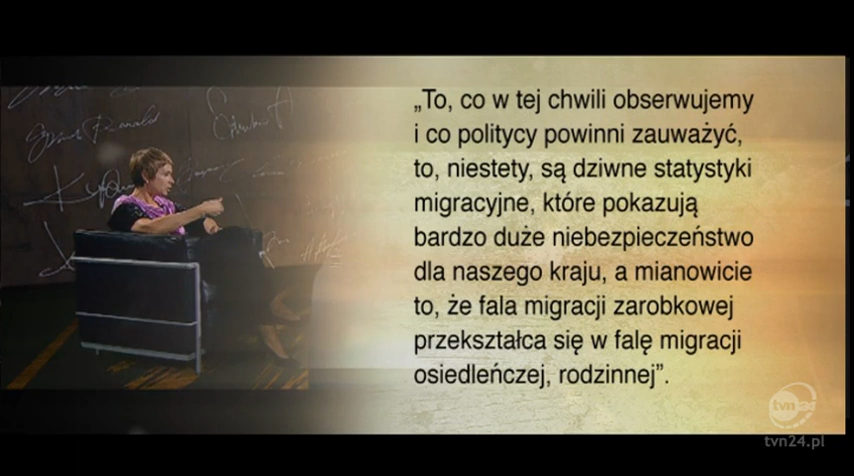 „To, co w tej chwili obserwujemy
i co politycy powinni zauważyć,
to, niestety, są dziwne statystyki
migracyjne, które pokazują
bardzo duże niebezpieczeństwo
dla naszego kraju, a mianowicie
to, że fala migracji zarobkowej
przekształca się w falę migracji
osiedleńczej, rodzinnej”.
tvn24
tvn24.pl